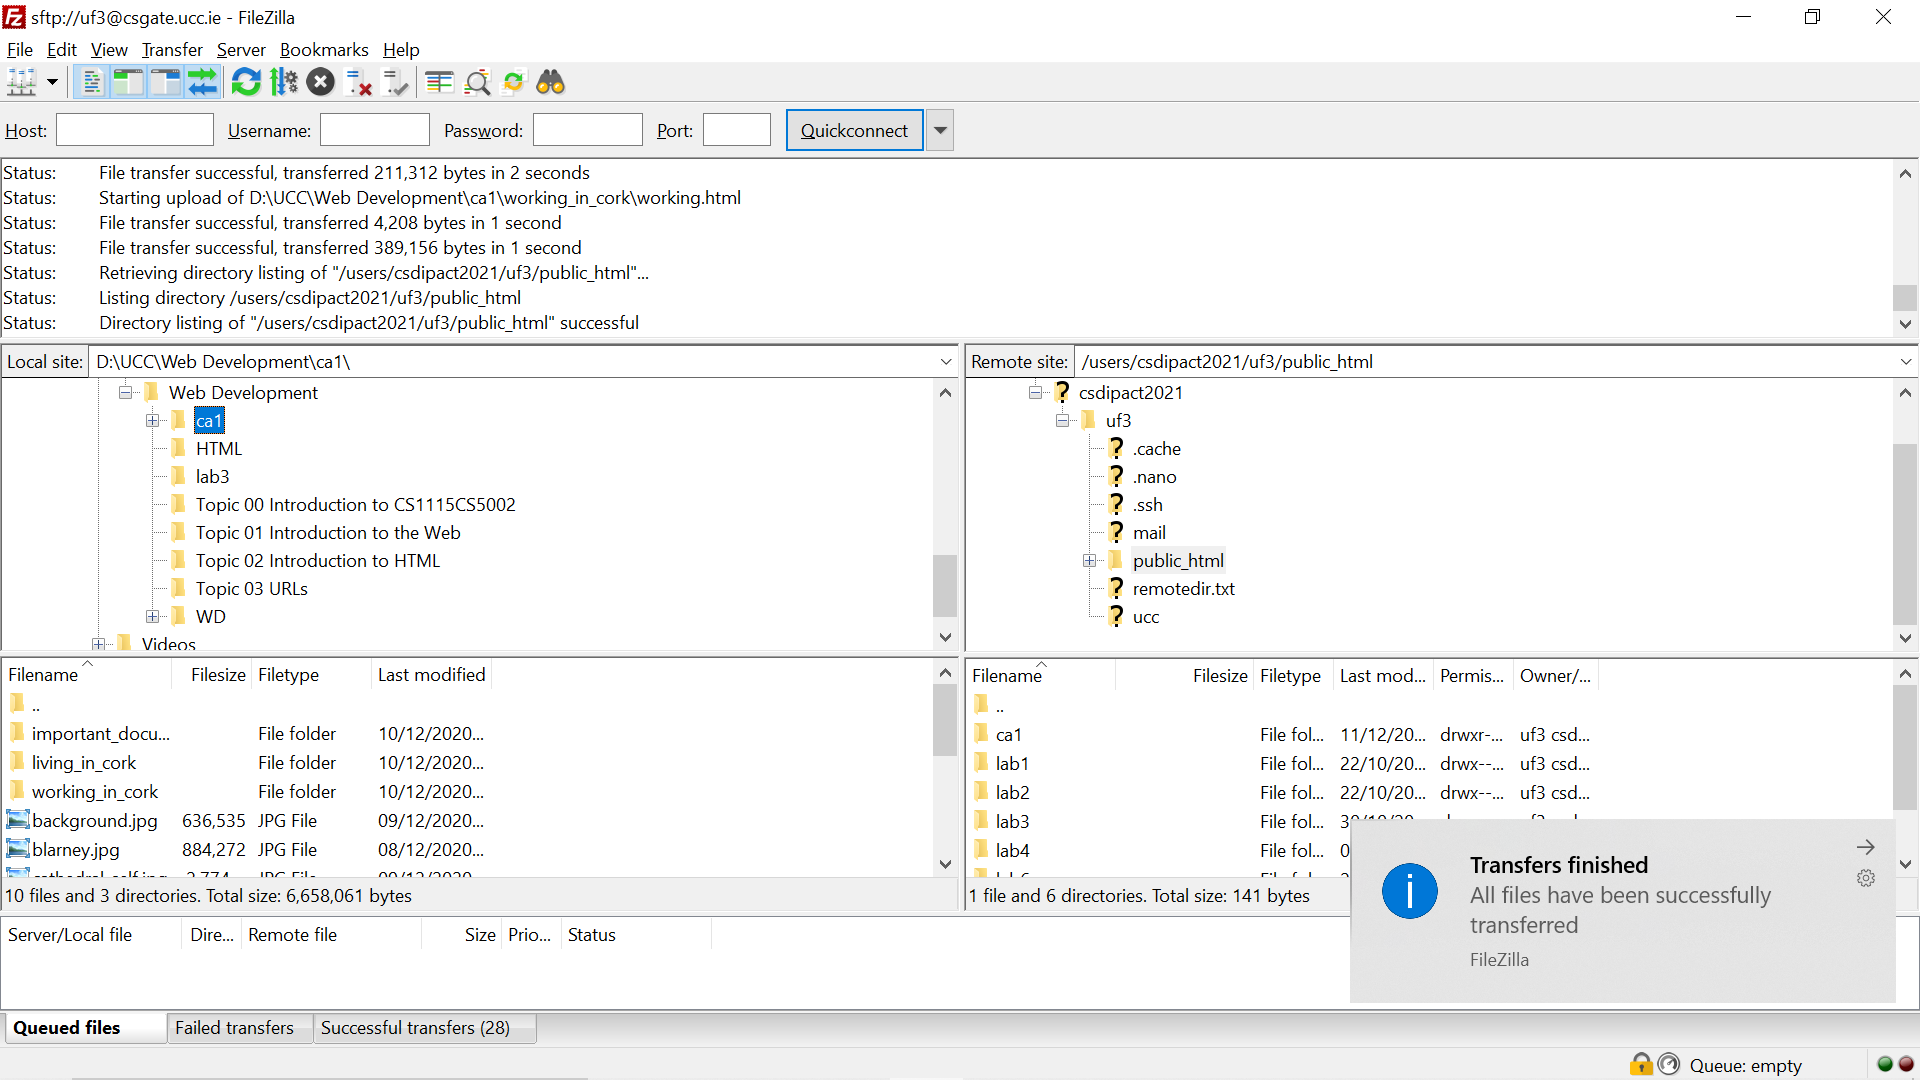 sftp://uf3@csgate.ucc.ie - FileZilla
File Edit View Transfer Server Bookmarks Help
Host: Username: Password: Port: Quickconnect
Status: File transfer successful, transferred 211,312 bytes in 2 seconds
Status: Starting upload of D:\UCC\Web Development\ca1\working_in_cork\working.html
Status: File transfer successful, transferred 4,208 bytes in 1 second
Status: File transfer successful, transferred 389,156 bytes in 1 second
Status: Retrieving directory listing of "/users/csdipact2021/uf3/public_html"...
Status: Listing directory /users/csdipact2021/uf3/public_html
Status: Directory listing of "/users/csdipact2021/uf3/public_html" successful
Local site: D:\UCC\Web Development\ca1\
Web Development
ca1
HTML
lab3
Topic 00 Introduction to CS1115CS5002
Topic 01 Introduction to the Web
Topic 02 Introduction to HTML
Topic 03 URLs
WD
Videos
Remote site: /users/csdipact2021/uf3/public_html
csdipact2021
uf3
.cache
.nano
.ssh
mail
public_html
remotedir.txt
ucc
Filename Filesize Filetype Last modified
..
important_docu... File folder 10/12/2020...
living_in_cork File folder 10/12/2020...
working_in_cork File folder 10/12/2020...
background.jpg 636,535 JPG File 09/12/2020...
blarney.jpg 884,272 JPG File 08/12/2020...
10 files and 3 directories. Total size: 6,658,061 bytes
Filename Filesize Filetype Last mod... Permis... Owner/...
..
ca1 File fol... 11/12/20... drwxr-... uf3 csd...
lab1 File fol... 22/10/20... drwx--... uf3 csd...
lab2 File fol... 22/10/20... drwx--... uf3 csd...
lab3 File fol...
lab4 File fol...
1 file and 6 directories. Total size: 141 bytes
Transfers finished
All files have been successfully
transferred
FileZilla
Server/Local file Dire... Remote file Size Prio... Status
Queued files Failed transfers Successful transfers (28)
Queue: empty